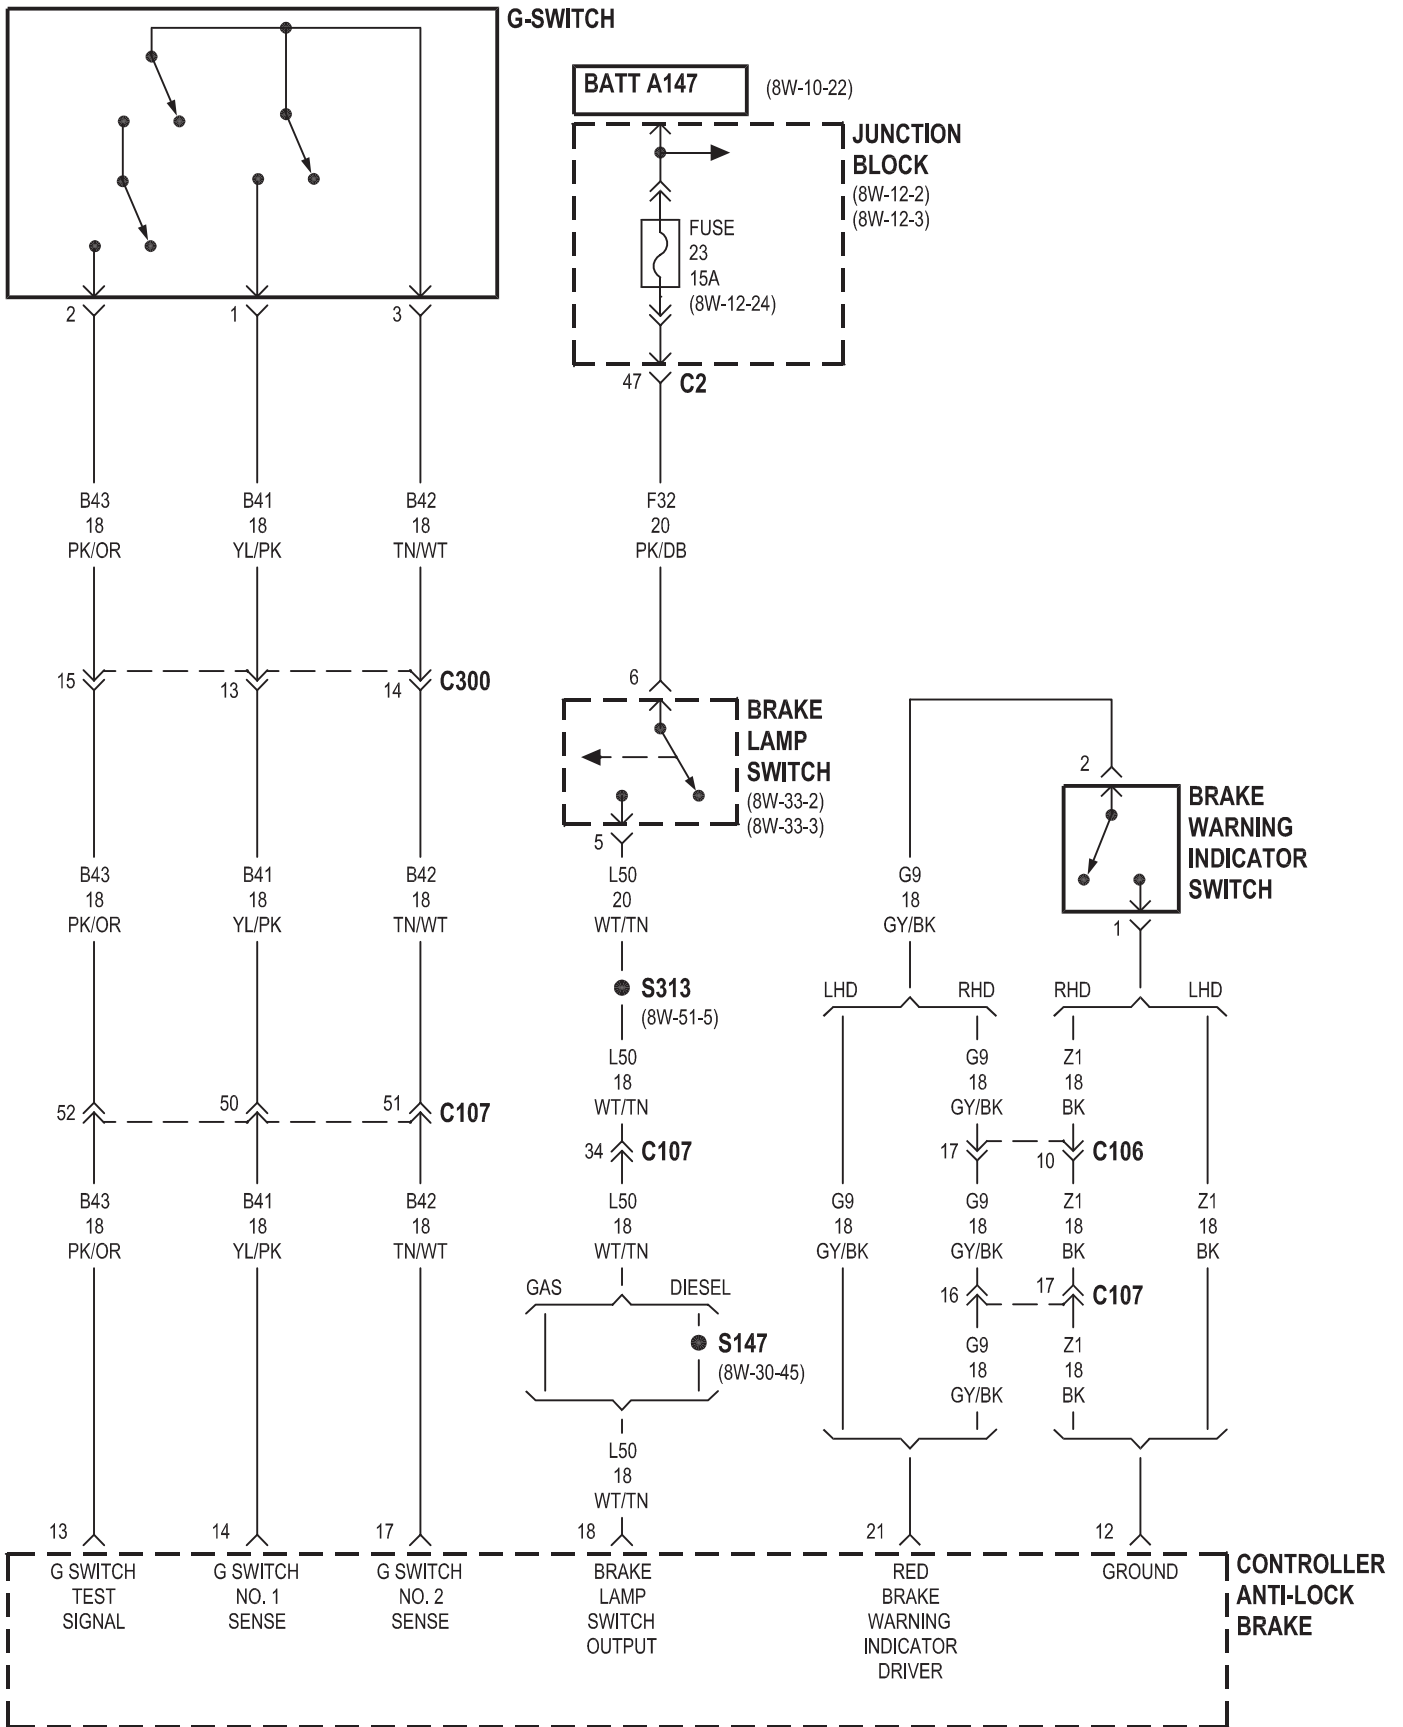 G-SWITCH
BATT A147
(8W-10-22)
JUNCTION
BLOCK
(8W-12-2)
(8W-12-3)
FUSE
23
15A
(8W-12-24)
2
1
3
47
C2
B43
18
PK/OR
B41
18
YL/PK
B42
18
TN/WT
F32
20
PK/DB
15
13
14
C300
6
BRAKE
LAMP
SWITCH
(8W-33-2)
(8W-33-3)
5
2
BRAKE
WARNING
INDICATOR
SWITCH
1
B43
18
PK/OR
B41
18
YL/PK
B42
18
TN/WT
L50
20
WT/TN
G9
18
GY/BK
S313
(8W-51-5)
LHD
RHD
RHD
LHD
L50
18
WT/TN
G9
18
GY/BK
Z1
18
BK
52
50
51
C107
34
C107
17
10
C106
B43
18
PK/OR
B41
18
YL/PK
B42
18
TN/WT
L50
18
WT/TN
G9
18
GY/BK
G9
18
GY/BK
Z1
18
BK
Z1
18
BK
GAS
DIESEL
16
17
C107
S147
(8W-30-45)
G9
18
GY/BK
Z1
18
BK
L50
18
WT/TN
13
14
17
18
21
12
G SWITCH
TEST
SIGNAL
G SWITCH
NO. 1
SENSE
G SWITCH
NO. 2
SENSE
BRAKE
LAMP
SWITCH
OUTPUT
RED
BRAKE
WARNING
INDICATOR
DRIVER
GROUND
CONTROLLER
ANTI-LOCK
BRAKE